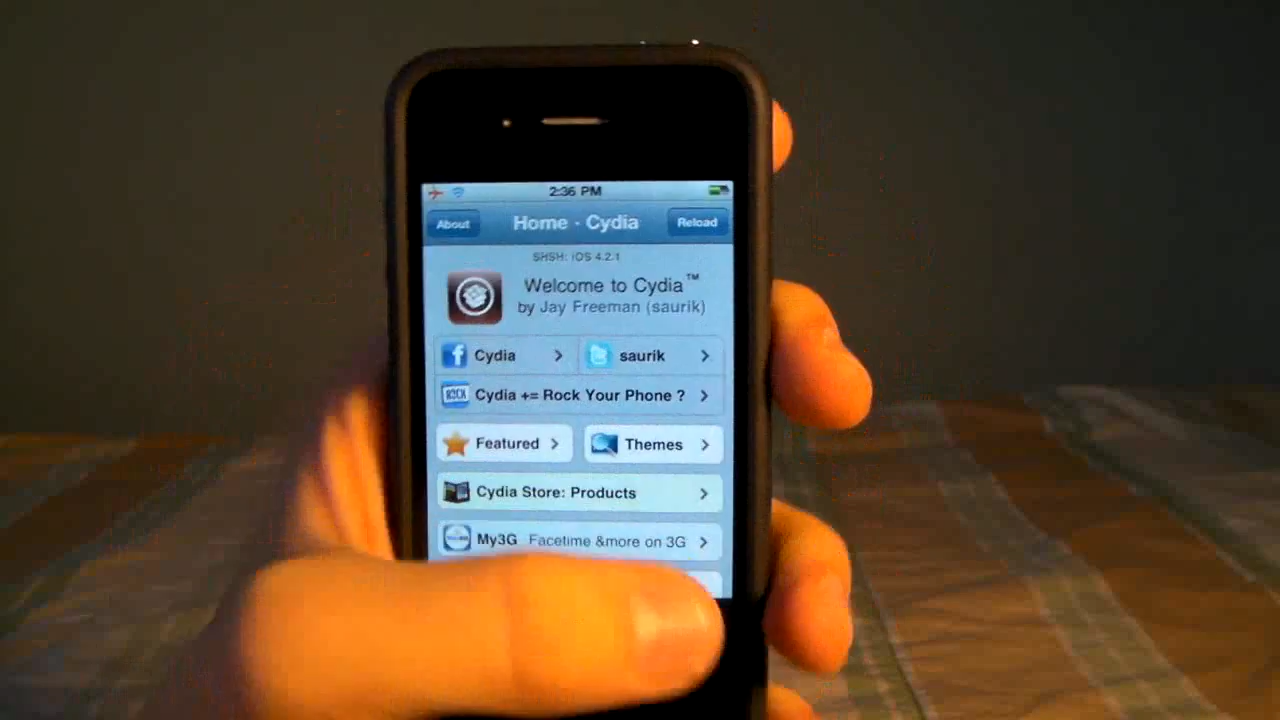 2:36 PM
About Home - Cydia Reload
SHSH: iOS 4.2.1
Welcome to Cydia™
by Jay Freeman (saurik)
Cydia saurik
ROCK Cydia += Rock Your Phone ?
Featured Themes
Cydia Store: Products
My3G Facetime &more on 3G